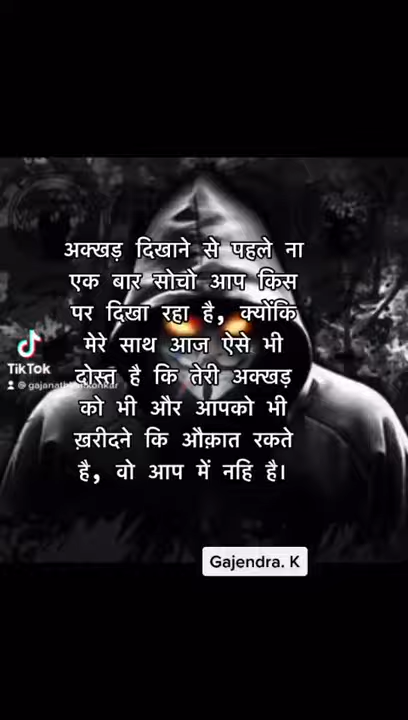 अक्खड़ दिखाने से पहले ना
एक बार सोचो आप किस
पर दिखा रहा है, क्योंकि
मेरे साथ आज ऐसे भी
दोस्त है कि तेरी अक्खड़
को भी और आपको भी
ख़रीदने कि औक़ात रकते
है, वो आप में नहि है।
TikTok
Gajendra. K